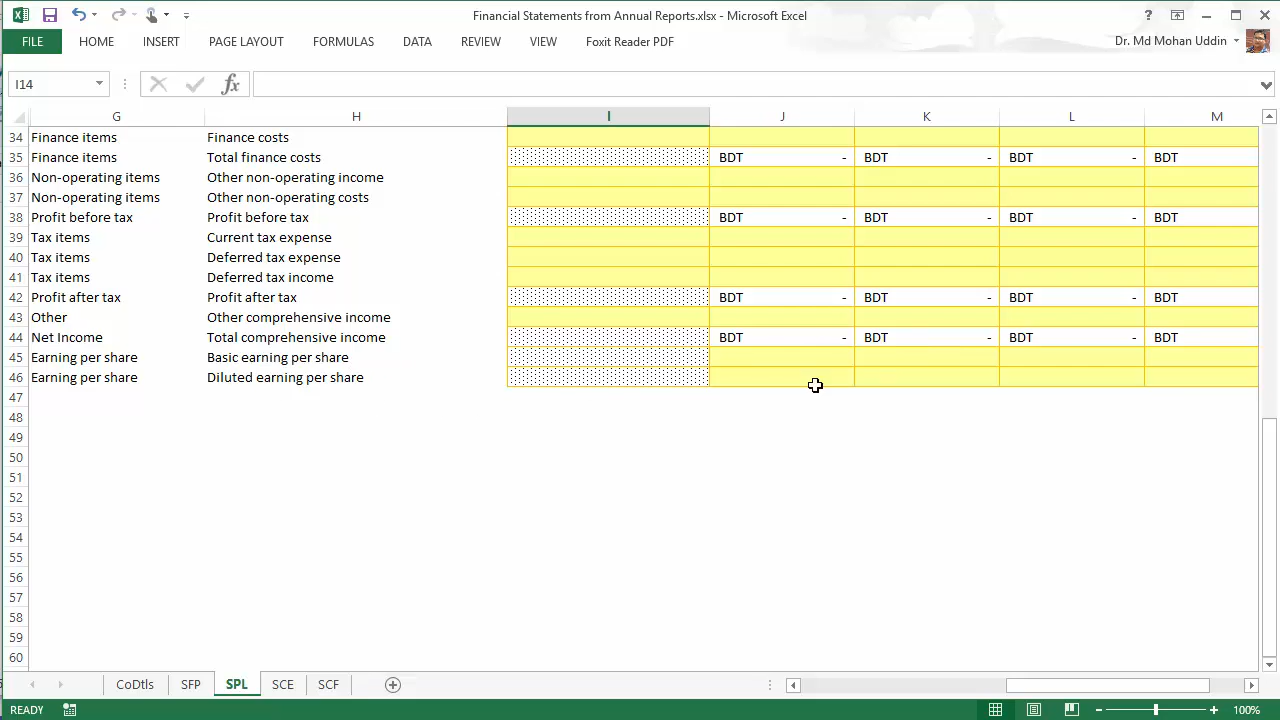 Financial Statements from Annual Reports.xlsx - Microsoft Excel
FILE HOME INSERT PAGE LAYOUT FORMULAS DATA REVIEW VIEW Foxit Reader PDF Dr. Md Mohan Uddin
I14 fx
G H I J K L M
34 Finance items Finance costs
35 Finance items Total finance costs BDT - BDT - BDT - BDT
36 Non-operating items Other non-operating income
37 Non-operating items Other non-operating costs
38 Profit before tax Profit before tax BDT - BDT - BDT - BDT
39 Tax items Current tax expense
40 Tax items Deferred tax expense
41 Tax items Deferred tax income
42 Profit after tax Profit after tax BDT - BDT - BDT - BDT
43 Other Other comprehensive income
44 Net Income Total comprehensive income BDT - BDT - BDT - BDT
45 Earning per share Basic earning per share
46 Earning per share Diluted earning per share
47
48
49
50
51
52
53
54
55
56
57
58
59
60
CoDtls SFP SPL SCE SCF
READY 100%